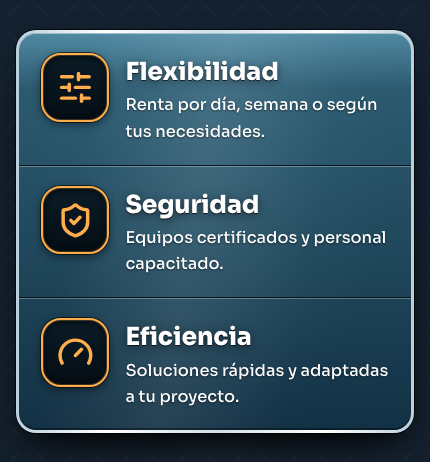 Flexibilidad
Renta por día, semana o según
tus necesidades.
Seguridad
Equipos certificados y personal
capacitado.
Eficiencia
Soluciones rápidas y adaptadas
a tu proyecto.